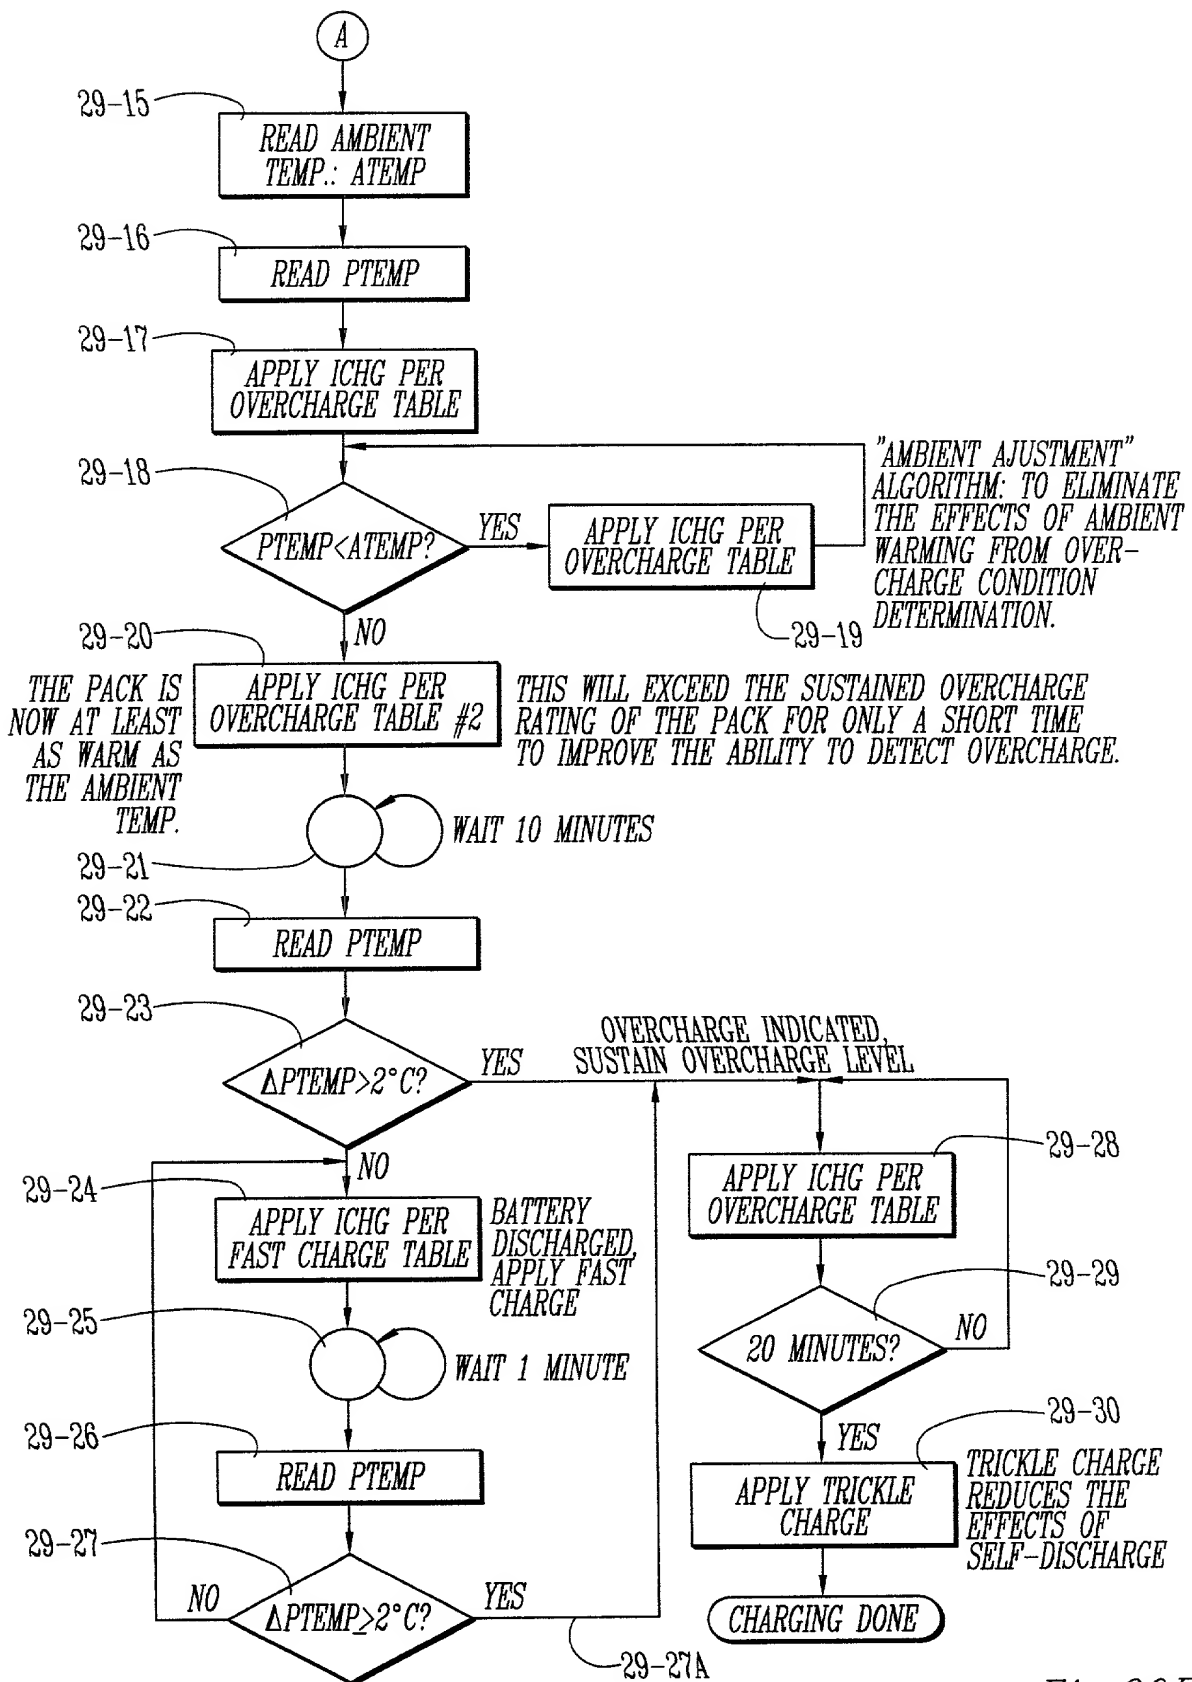 A
29-15
READ AMBIENT
TEMP.: ATEMP
29-16
READ PTEMP
29-17
APPLY ICHG PER
OVERCHARGE TABLE
29-18
PTEMP<ATEMP?
YES
APPLY ICHG PER
OVERCHARGE TABLE
29-19
"AMBIENT AJUSTMENT"
ALGORITHM: TO ELIMINATE
THE EFFECTS OF AMBIENT
WARMING FROM OVER-
CHARGE CONDITION
DETERMINATION.
NO
29-20
THE PACK IS
NOW AT LEAST
AS WARM AS
THE AMBIENT
TEMP.
APPLY ICHG PER
OVERCHARGE TABLE #2
THIS WILL EXCEED THE SUSTAINED OVERCHARGE
RATING OF THE PACK FOR ONLY A SHORT TIME
TO IMPROVE THE ABILITY TO DETECT OVERCHARGE.
29-21
WAIT 10 MINUTES
29-22
READ PTEMP
29-23
ΔPTEMP>2°C?
YES
OVERCHARGE INDICATED,
SUSTAIN OVERCHARGE LEVEL
NO
29-24
APPLY ICHG PER
FAST CHARGE TABLE
BATTERY
DISCHARGED,
APPLY FAST
CHARGE
29-25
WAIT 1 MINUTE
29-26
READ PTEMP
29-27
NO
ΔPTEMP≥2°C?
YES
29-27A
29-28
APPLY ICHG PER
OVERCHARGE TABLE
29-29
20 MINUTES?
NO
YES
29-30
APPLY TRICKLE
CHARGE
TRICKLE CHARGE
REDUCES THE
EFFECTS OF
SELF-DISCHARGE
CHARGING DONE